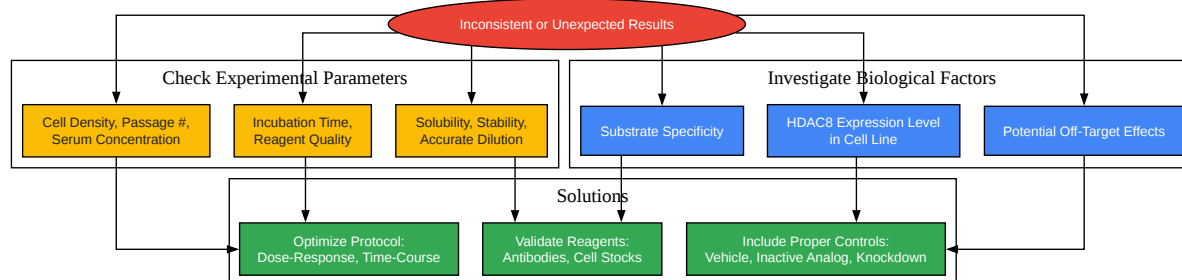 Inconsistent or Unexpected Results
Check Experimental Parameters
Investigate Biological Factors
Cell Density, Passage #,
Serum Concentration
Incubation Time,
Reagent Quality
Solubility, Stability,
Accurate Dilution
Substrate Specificity
HDAC8 Expression Level
in Cell Line
Potential Off-Target Effects
Solutions
Optimize Protocol:
Dose-Response, Time-Course
Validate Reagents:
Antibodies, Cell Stocks
Include Proper Controls:
Vehicle, Inactive Analog, Knockdown